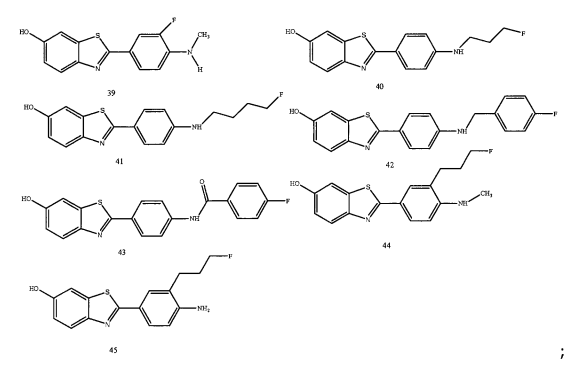 HO S N F N CH3 H
39
HO S N NH F
40
HO S N NH F
41
HO S N NH F
42
HO S N O NH F
43
HO S N F NH CH3
44
HO S N F NH2
45
;